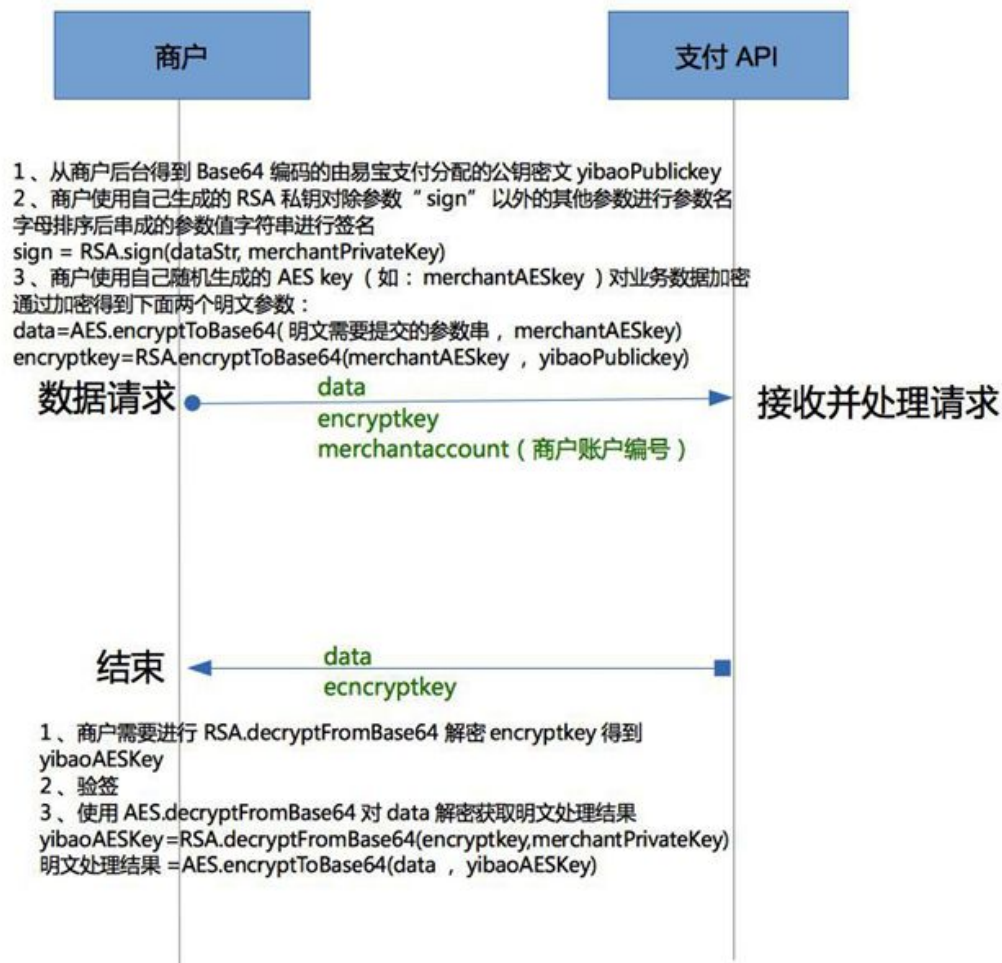 商户
支付 API
1、从商户后台得到 Base64 编码的由易宝支付分配的公钥密文 yibaoPublickey
2、商户使用自己生成的 RSA 私钥对除参数“sign”以外的其他参数进行参数名
字母排序后串成的参数值字符串进行签名
sign = RSA.sign(dataStr, merchantPrivateKey)
3、商户使用自己随机生成的 AES key（如：merchantAESkey）对业务数据加密
通过加密得到下面两个明文参数：
data=AES.encryptToBase64( 明文需要提交的参数串，merchantAESkey)
encryptkey=RSA.encryptToBase64(merchantAESkey ，yibaoPublickey)
数据请求
data
encryptkey
merchantaccount（商户账户编号）
接收并处理请求
结束
data
ecncryptkey
1、商户需要进行 RSA.decryptFromBase64 解密 encryptkey 得到
yibaoAESKey
2、验签
3、使用 AES.decryptFromBase64 对 data 解密获取明文处理结果
yibaoAESKey=RSA.decryptFromBase64(encryptkey,merchantPrivateKey)
明文处理结果 =AES.encryptToBase64(data ，yibaoAESKey)